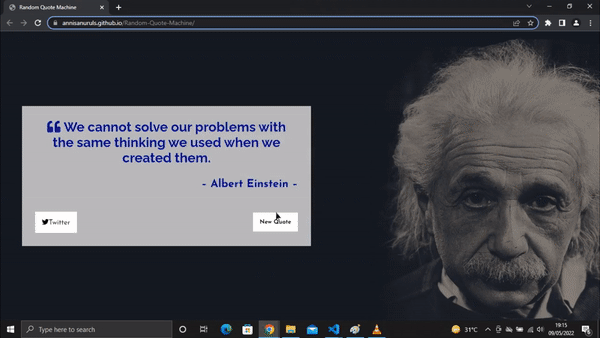 Random Quote Machine
annisanuruls.github.io/Random-Quote-Machine/
We cannot solve our problems with
the same thinking we used when we
created them.
– Albert Einstein –
Twitter
New Quote
Type here to search
31°C
19:15
09/05/2022